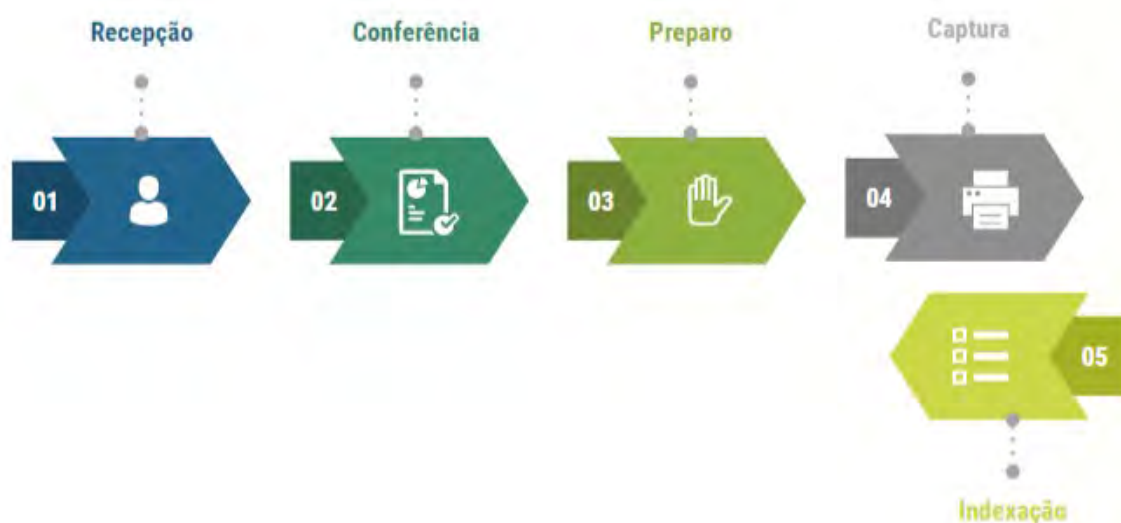 Recepção
Conferência
Preparo
Captura
01
02
03
04
05
Indexação